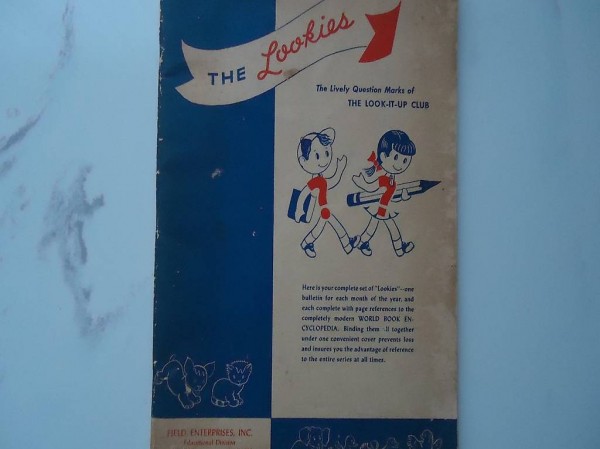 THE Lookies
The Lively Question Marks of
THE LOOK-IT-UP CLUB
Here is your complete set of "Lookies"—one
bulletin for each month of the year, and
each complete with page references to the
completely modern WORLD BOOK EN-
CYCLOPEDIA. Binding them all together
under one convenient cover prevents loss
and insures you the advantage of reference
to the entire series at all times.
FIELD ENTERPRISES, INC.
Educational Division